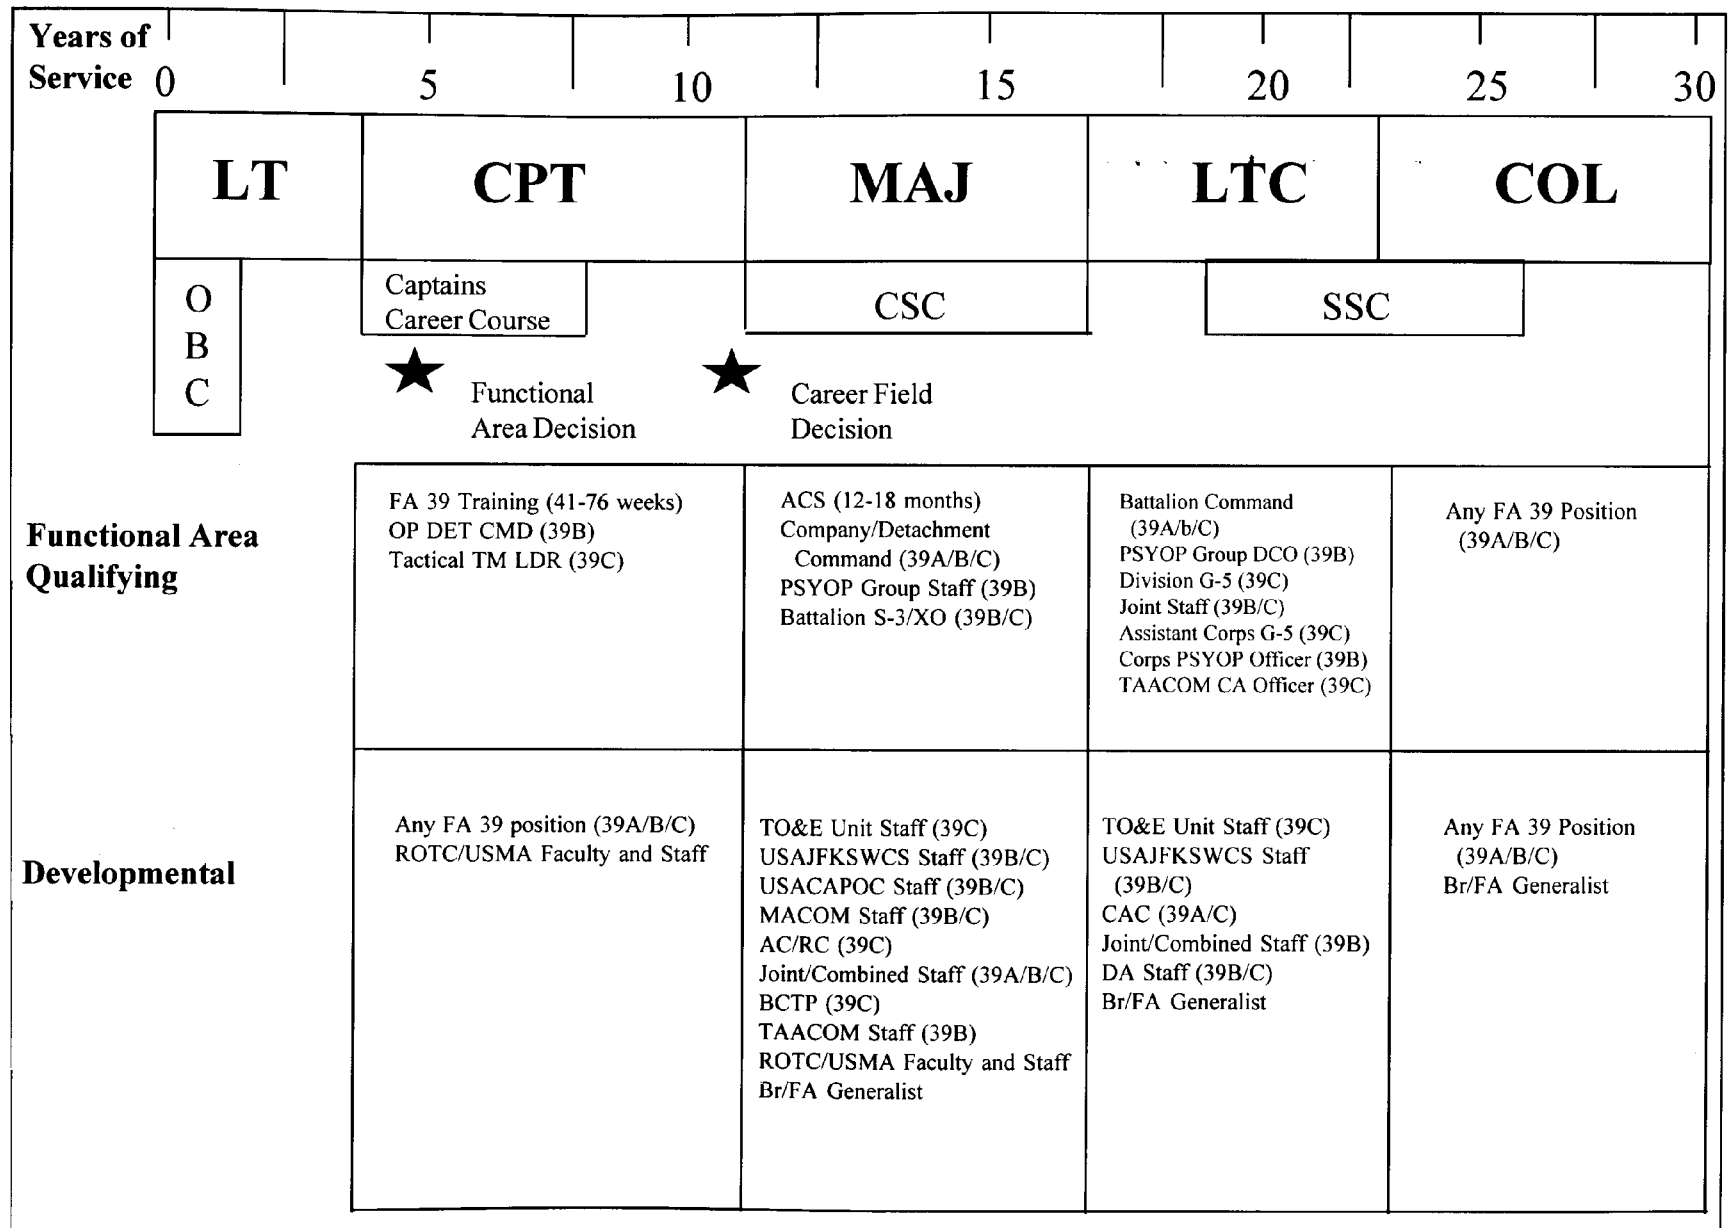 Years of
Service 0 5 10 15 20 25 30
LT CPT MAJ LTC COL
O
B
C
Captains
Career Course
CSC
SSC
Functional
Area Decision
Career Field
Decision
Functional Area
Qualifying
FA 39 Training (41-76 weeks)
OP DET CMD (39B)
Tactical TM LDR (39C)
ACS (12-18 months)
Company/Detachment
Command (39A/B/C)
PSYOP Group Staff (39B)
Battalion S-3/XO (39B/C)
Battalion Command
(39A/b/C)
PSYOP Group DCO (39B)
Division G-5 (39C)
Joint Staff (39B/C)
Assistant Corps G-5 (39C)
Corps PSYOP Officer (39B)
TAACOM CA Officer (39C)
Any FA 39 Position
(39A/B/C)
Developmental
Any FA 39 position (39A/B/C)
ROTC/USMA Faculty and Staff
TO&E Unit Staff (39C)
USAJFKSWCS Staff (39B/C)
USACAPOC Staff (39B/C)
MACOM Staff (39B/C)
AC/RC (39C)
Joint/Combined Staff (39A/B/C)
BCTP (39C)
TAACOM Staff (39B)
ROTC/USMA Faculty and Staff
Br/FA Generalist
TO&E Unit Staff (39C)
USAJFKSWCS Staff
(39B/C)
CAC (39A/C)
Joint/Combined Staff (39B)
DA Staff (39B/C)
Br/FA Generalist
Any FA 39 Position
(39A/B/C)
Br/FA Generalist